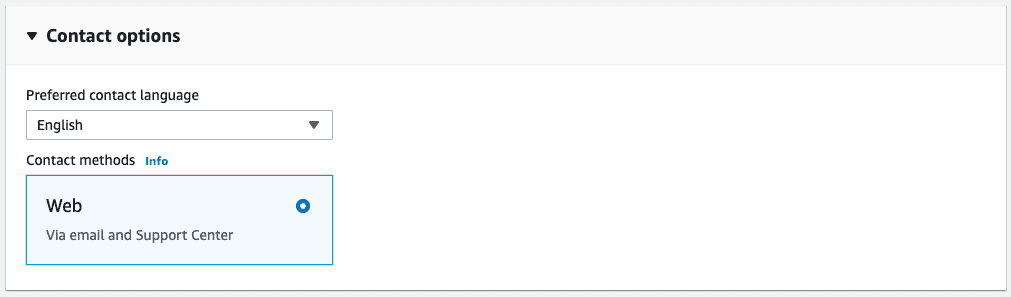 Contact options
Preferred contact language
English
Contact methods Info
Web
Via email and Support Center